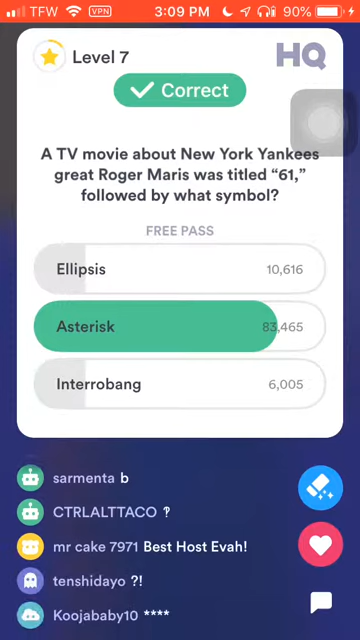 TFW VPN 3:09 PM 90%
Level 7 HQ
Correct
A TV movie about New York Yankees
great Roger Maris was titled “61,”
followed by what symbol?
FREE PASS
Ellipsis 10,616
Asterisk 83,465
Interrobang 6,005
sarmenta b
CTRLALTTACO ‽
mr cake 7971 Best Host Evah!
tenshidayo ?!
Koojababy10 ****